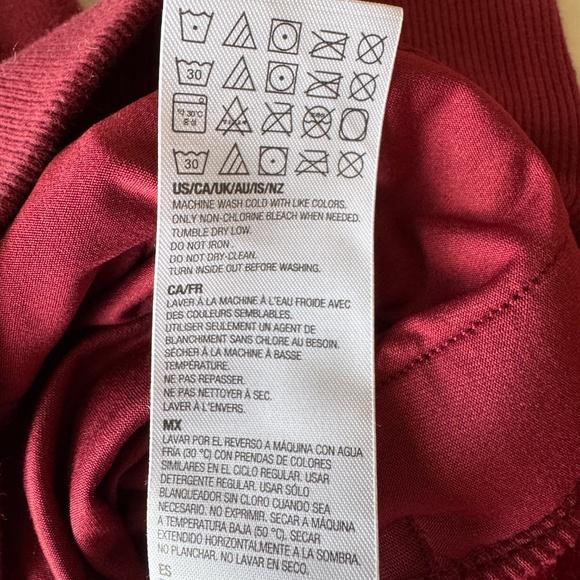 30
30
US/CA/UK/AU/IS/NZ
MACHINE WASH COLD WITH LIKE COLORS.
ONLY NON-CHLORINE BLEACH WHEN NEEDED.
TUMBLE DRY LOW.
DO NOT IRON.
DO NOT DRY-CLEAN.
TURN INSIDE OUT BEFORE WASHING.
CA/FR
LAVER À LA MACHINE À L'EAU FROIDE AVEC
DES COULEURS SEMBLABLES.
UTILISER SEULEMENT UN AGENT DE
BLANCHIMENT SANS CHLORE AU BESOIN.
SÉCHER À LA MACHINE À BASSE
TEMPÉRATURE.
NE PAS REPASSER.
NE PAS NETTOYER À SEC.
LAVER À L'ENVERS.
MX
LAVAR POR EL REVERSO A MÁQUINA CON AGUA
FRÍA (30 ºC) CON PRENDAS DE COLORES
SIMILARES EN EL CICLO REGULAR. USAR
DETERGENTE REGULAR. USAR SÓLO
BLANQUEADOR SIN CLORO CUANDO SEA
NECESARIO. NO EXPRIMIR. SECAR A MÁQUINA
A TEMPERATURA BAJA (50 ºC). SECAR
EXTENDIDO HORIZONTALMENTE A LA SOMBRA.
NO PLANCHAR. NO LAVAR EN SECO.
ES